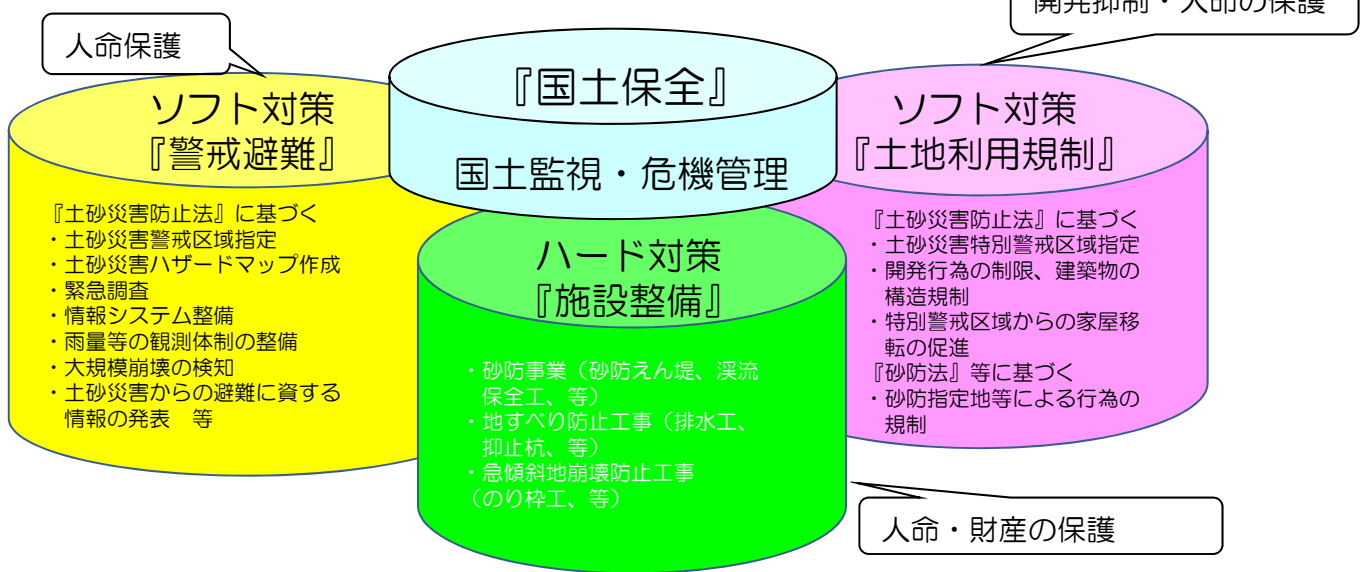 開発抑制・人命の保護
人命保護
『国土保全』
国土監視・危機管理
ソフト対策
『警戒避難』
『土砂災害防止法』に基づく
・土砂災害警戒区域指定
・土砂災害ハザードマップ作成
・緊急調査
・情報システム整備
・雨量等の観測体制の整備
・大規模崩壊の検知
・土砂災害からの避難に資する
情報の発表　等
ハード対策
『施設整備』
・砂防事業（砂防えん堤、渓流
保全工、等）
・地すべり防止工事（排水工、
抑止杭、等）
・急傾斜地崩壊防止工事
（のり枠工、等）
ソフト対策
『土地利用規制』
『土砂災害防止法』に基づく
・土砂災害特別警戒区域指定
・開発行為の制限、建築物の
構造規制
・特別警戒区域からの家屋移
転の促進
『砂防法』等に基づく
・砂防指定地等による行為の
規制
人命・財産の保護